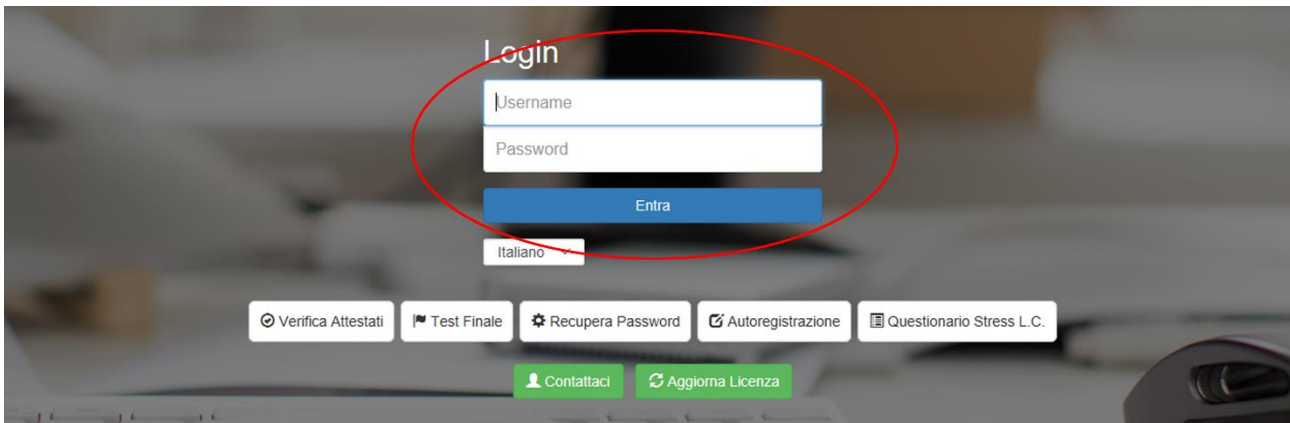 Login
Username
Password
Entra
Italiano
Verifica Attestati Test Finale Recupera Password Autoregistrazione Questionario Stress L.C.
Contattaci Aggiorna Licenza